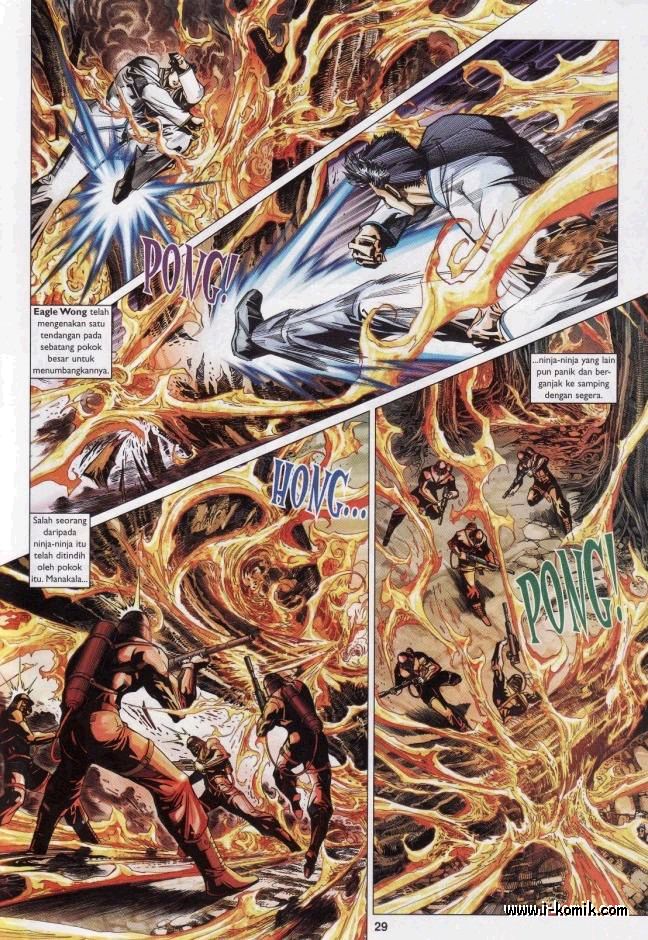 PONG!
Eagle Wong telah
mengenakan satu
tendangan pada
sebatang pokok
besar untuk
menumbangkannya.
HONG...
Salah seorang
daripada
ninja-ninja itu
telah ditindih
oleh pokok
itu. Manakala...
...ninja-ninja yang lain
pun panik dan ber-
ganjak ke samping
dengan segera.
PONG!
29
www.i-komik.com